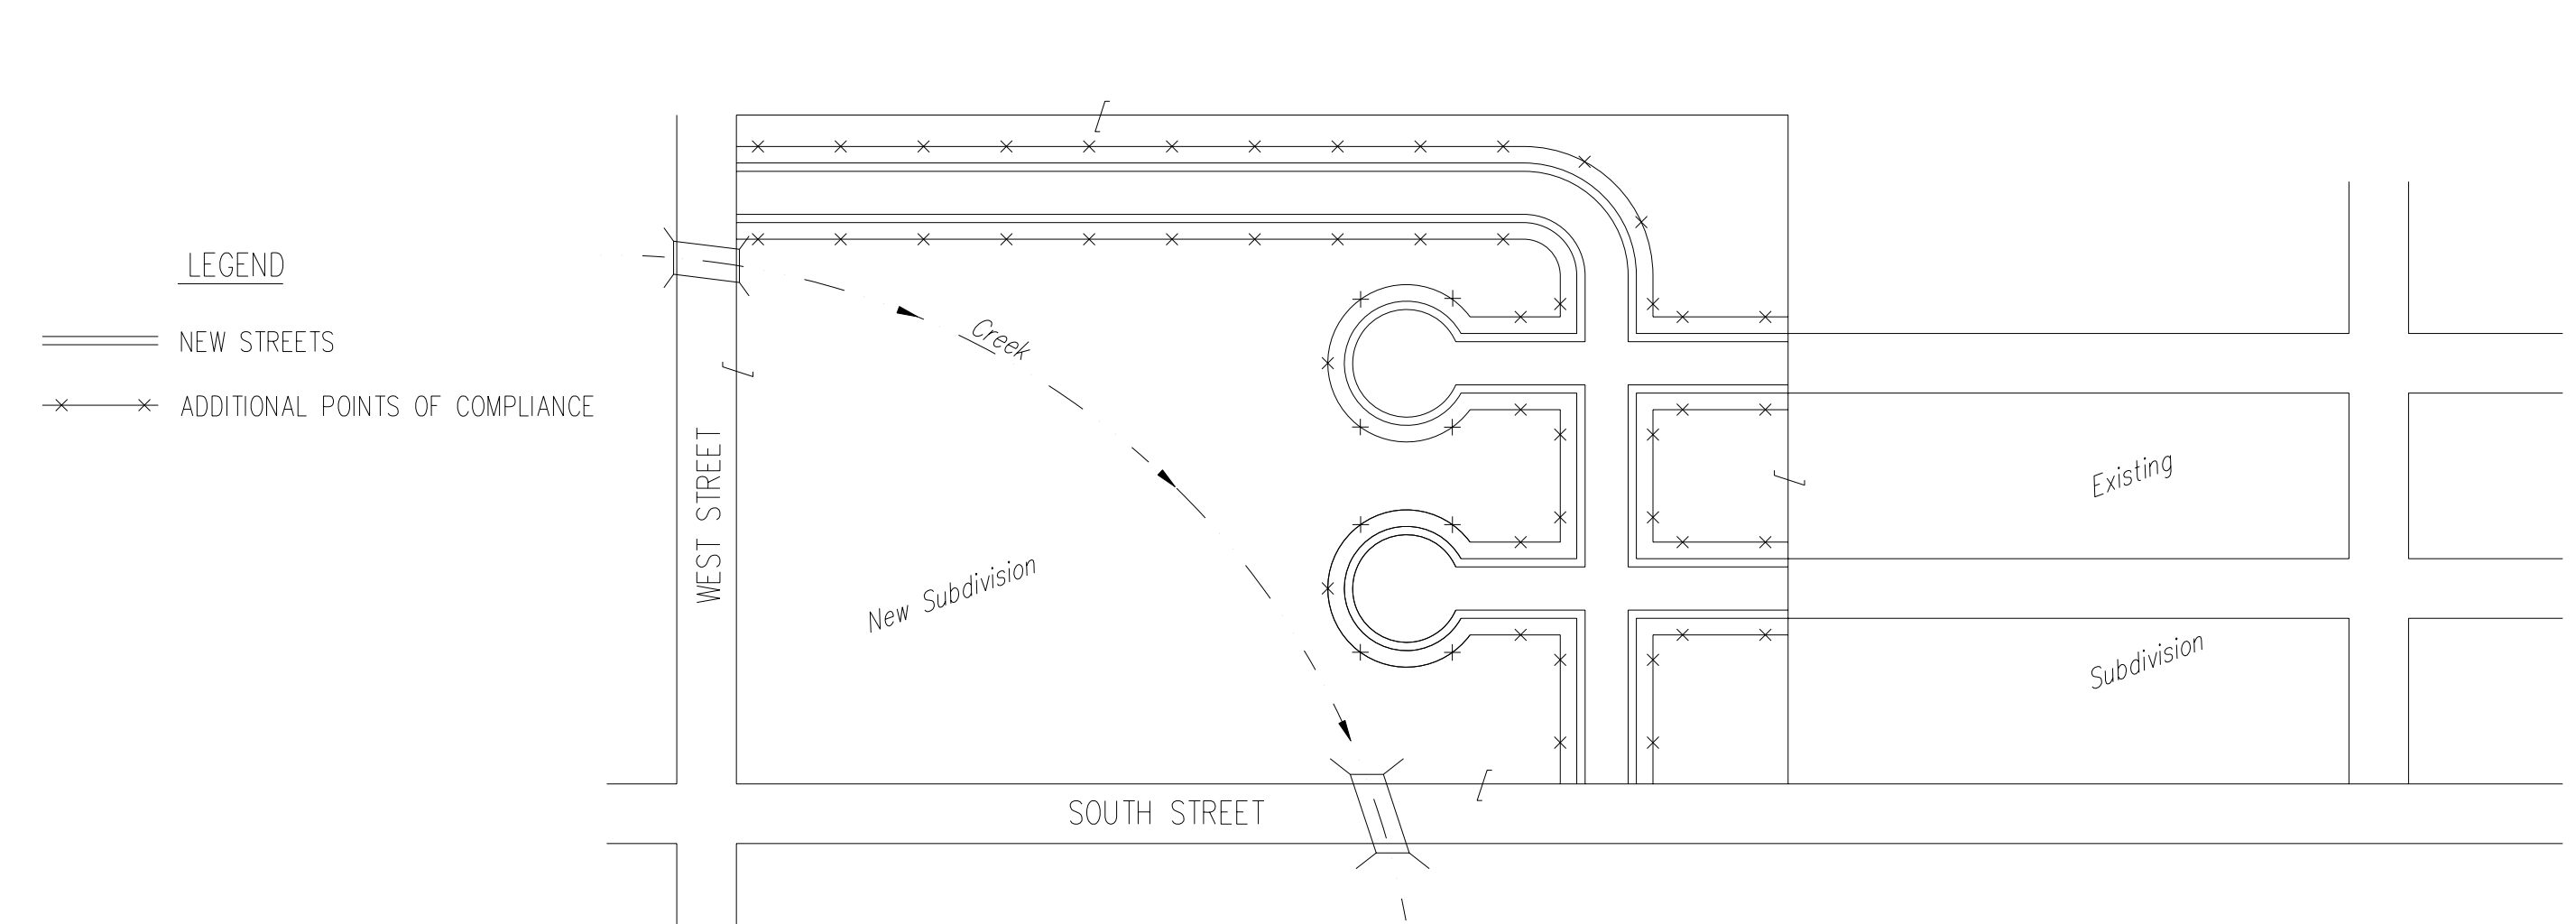 LEGEND
NEW STREETS
ADDITIONAL POINTS OF COMPLIANCE
WEST STREET
Creek
New Subdivision
SOUTH STREET
Existing
Subdivision